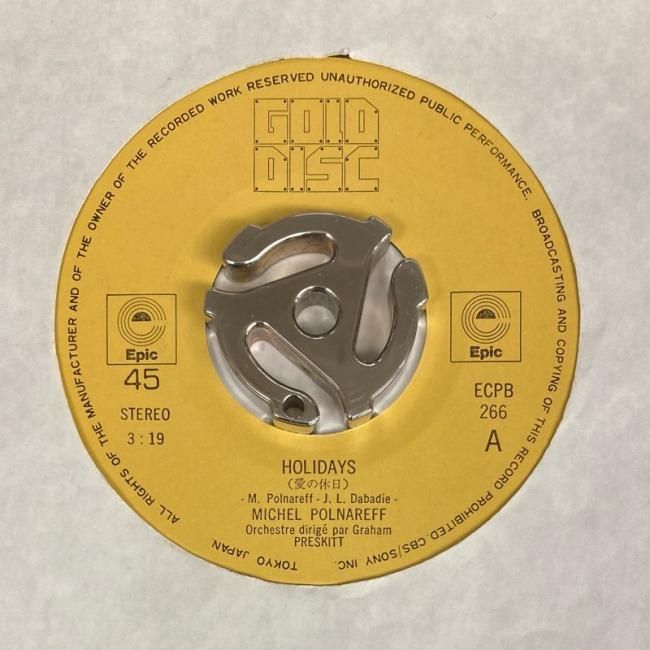 ALL RIGHTS OF THE MANUFACTURER AND OF THE OWNER OF THE RECORDED WORK RESERVED UNAUTHORIZED PUBLIC PERFORMANCE. BROADCASTING AND COPYING OF THIS RECORD PROHIBITED. CBS/SONY INC. TOKYO JAPAN.
GOLD
DISC
Epic
Epic
45
STEREO
3:19
ECPB
266
A
HOLIDAYS
(愛の休日)
- M. Polnareff - J. L. Dabadie -
MICHEL POLNAREFF
Orchestre dirigé par Graham
PRESKITT